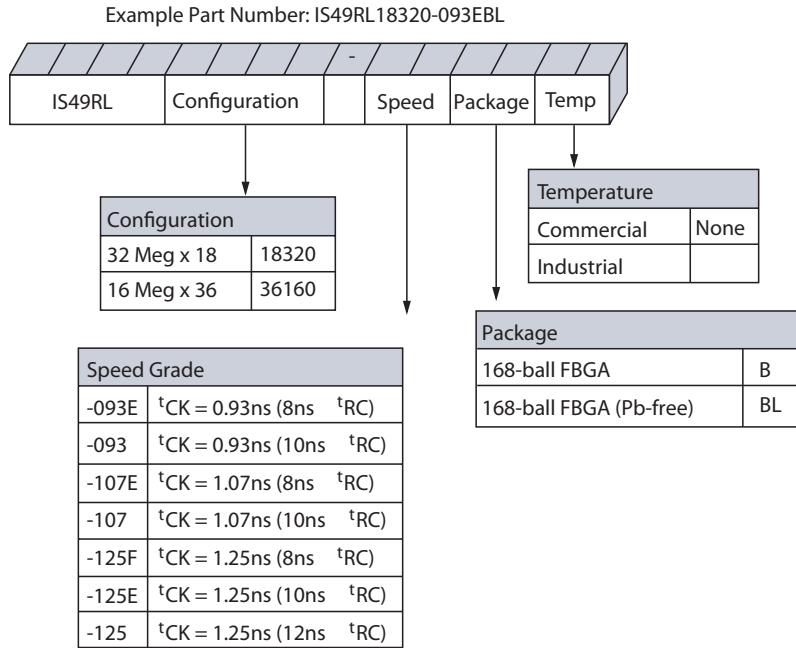 Example Part Number: IS49RL18320-093EBL
-
IS49RL Configuration Speed Package Temp
Configuration
32 Meg x 18 18320
16 Meg x 36 36160
Temperature
Commercial None
Industrial
Package
168-ball FBGA B
168-ball FBGA (Pb-free) BL
Speed Grade
-093E tCK = 0.93ns (8ns tRC)
-093 tCK = 0.93ns (10ns tRC)
-107E tCK = 1.07ns (8ns tRC)
-107 tCK = 1.07ns (10ns tRC)
-125F tCK = 1.25ns (8ns tRC)
-125E tCK = 1.25ns (10ns tRC)
-125 tCK = 1.25ns (12ns tRC)